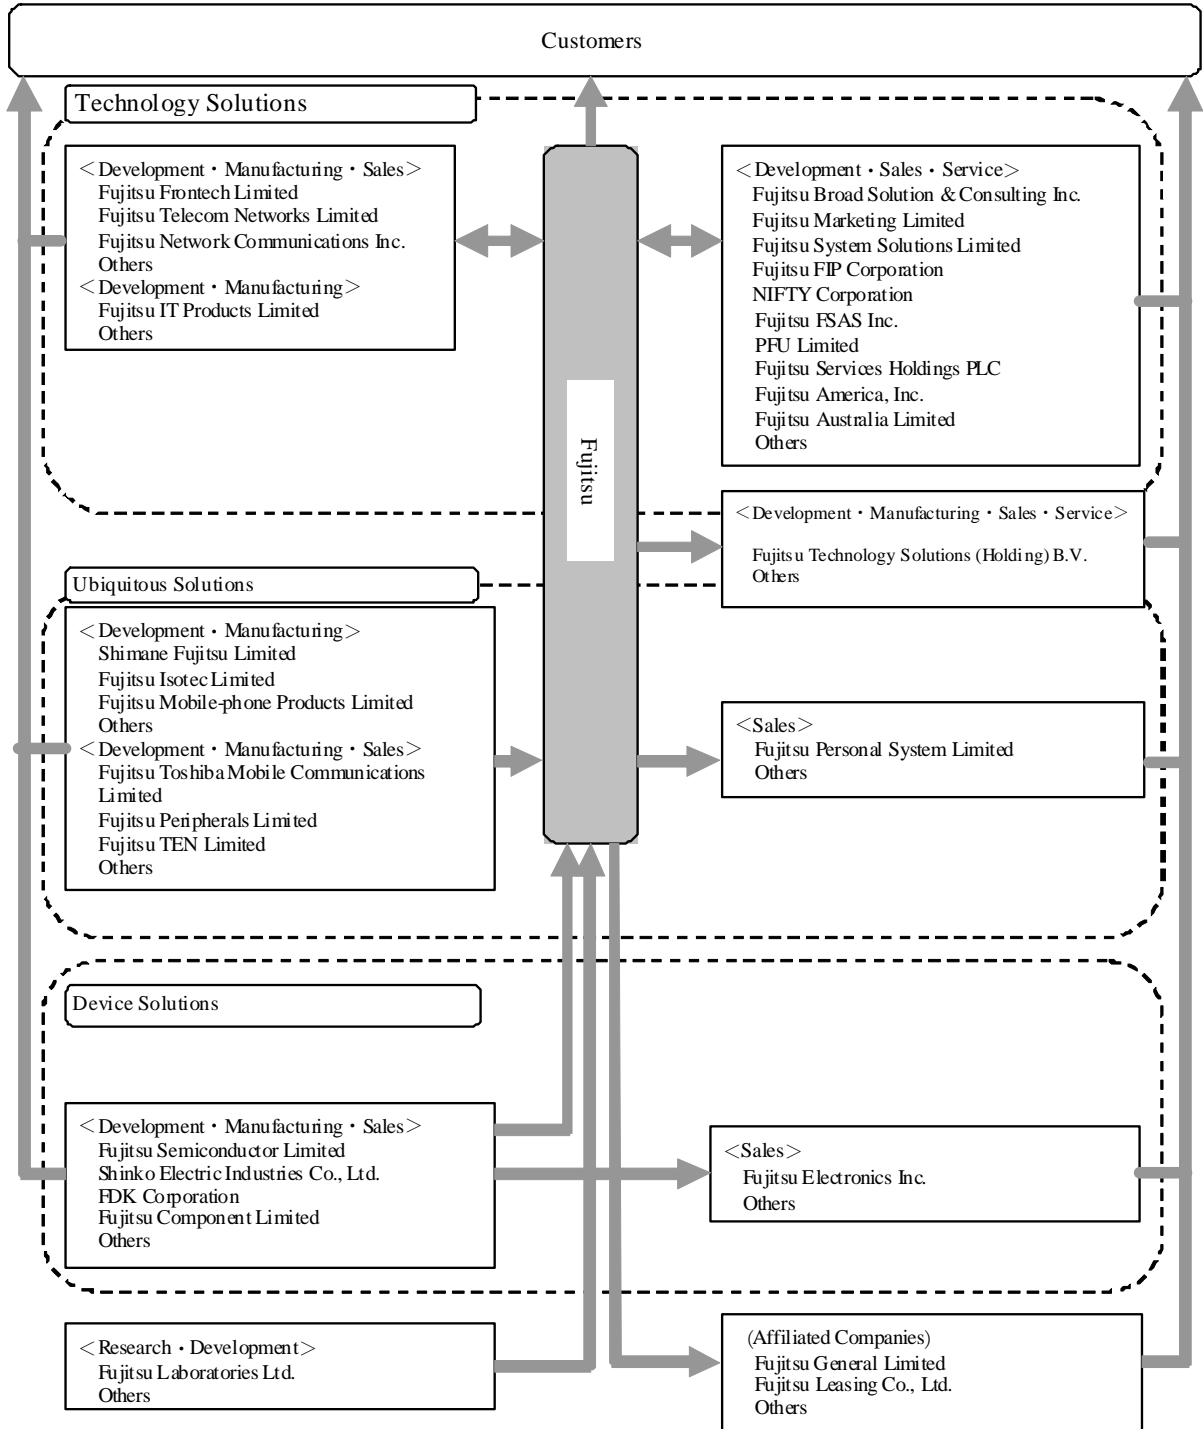 Customers
Technology Solutions
<Development・Manufacturing・Sales>
Fujitsu Frontech Limited
Fujitsu Telecom Networks Limited
Fujitsu Network Communications Inc.
Others
<Development・Manufacturing>
Fujitsu IT Products Limited
Others
Fujitsu
<Development・Sales・Service>
Fujitsu Broad Solution & Consulting Inc.
Fujitsu Marketing Limited
Fujitsu System Solutions Limited
Fujitsu FIP Corporation
NIFTY Corporation
Fujitsu FSAS Inc.
PFU Limited
Fujitsu Services Holdings PLC
Fujitsu America, Inc.
Fujitsu Australia Limited
Others
<Development・Manufacturing・Sales・Service>
Fujitsu Technology Solutions (Holding) B.V.
Others
Ubiquitous Solutions
<Development・Manufacturing>
Shimane Fujitsu Limited
Fujitsu Isotec Limited
Fujitsu Mobile-phone Products Limited
Others
<Development・Manufacturing・Sales>
Fujitsu Toshiba Mobile Communications
Limited
Fujitsu Peripherals Limited
Fujitsu TEN Limited
Others
<Sales>
Fujitsu Personal System Limited
Others
Device Solutions
<Development・Manufacturing・Sales>
Fujitsu Semiconductor Limited
Shinko Electric Industries Co., Ltd.
FDK Corporation
Fujitsu Component Limited
Others
<Sales>
Fujitsu Electronics Inc.
Others
<Research・Development>
Fujitsu Laboratories Ltd.
Others
(Affiliated Companies)
Fujitsu General Limited
Fujitsu Leasing Co., Ltd.
Others